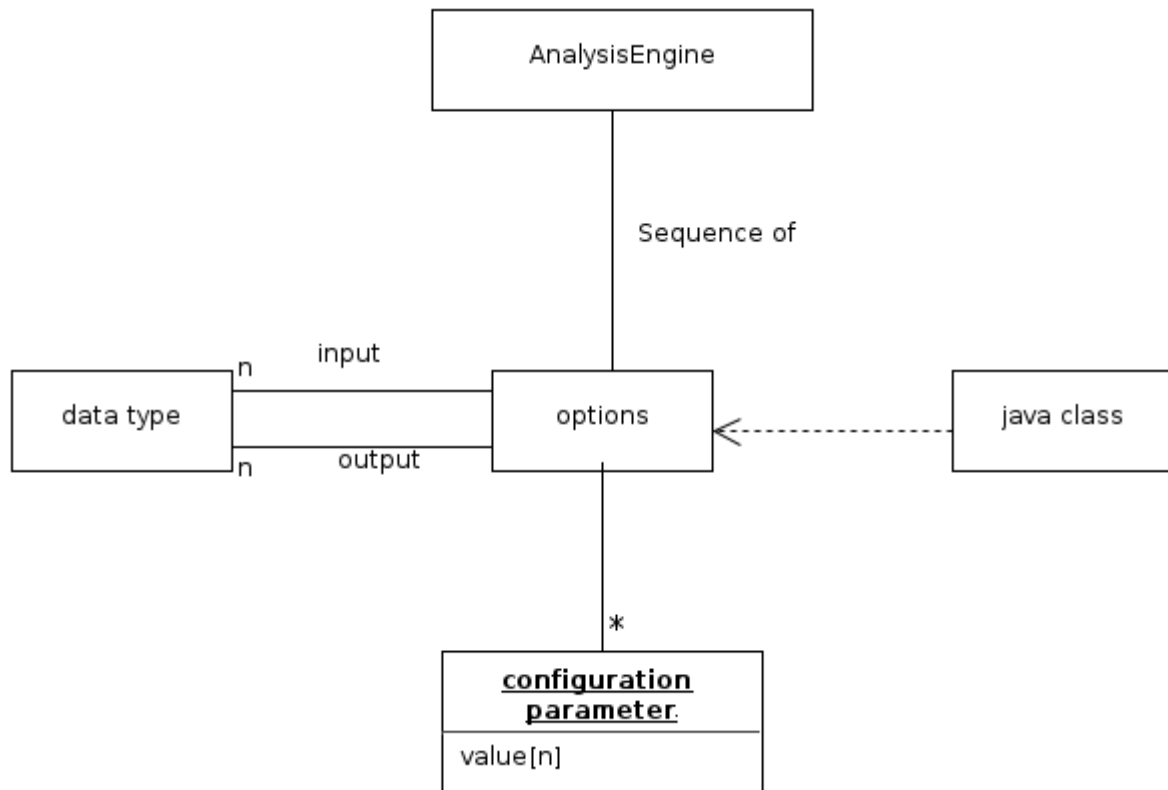 AnalysisEngine
Sequence of
n
input
data type
options
java class
n
output
*
configuration
parameter.
value[n]